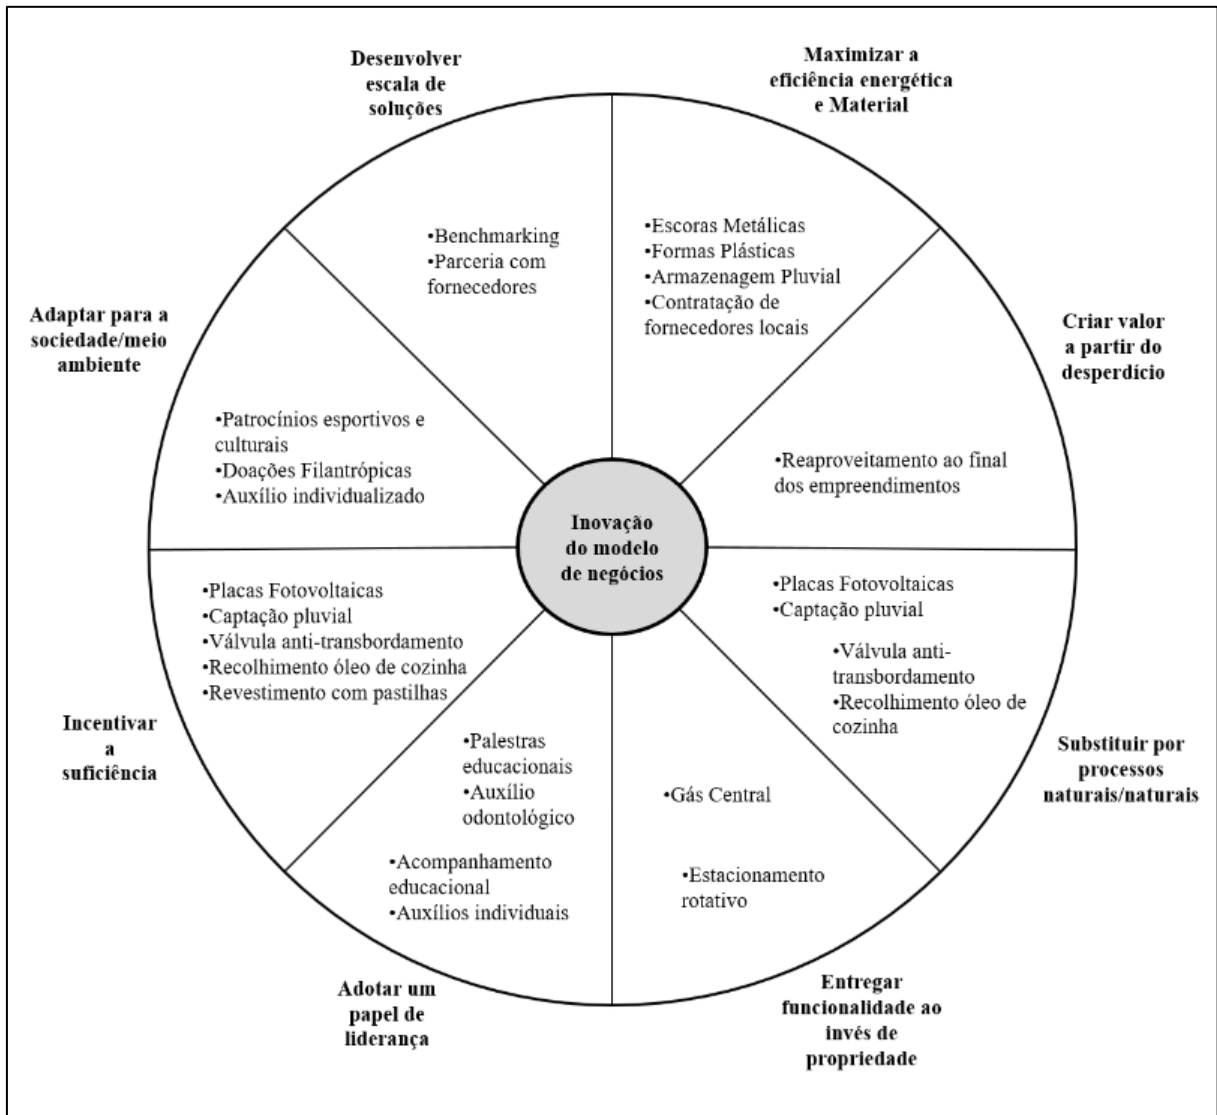 Desenvolver
escala de
soluções
Maximizar a
eficiência energética
e Material
•Benchmarking
•Parceria com
fornecedores
•Escoras Metálicas
•Formas Plásticas
•Armazenagem Pluvial
•Contratação de
fornecedores locais
Adaptar para a
sociedade/meio
ambiente
Criar valor
a partir do
desperdício
•Patrocínios esportivos e
culturais
•Doações Filantrópicas
•Auxílio individualizado
•Reaproveitamento ao final
dos empreendimentos
Inovação
do modelo
de negócios
•Placas Fotovoltaicas
•Captação pluvial
•Válvula anti-transbordamento
•Recolhimento óleo de cozinha
•Revestimento com pastilhas
•Placas Fotovoltaicas
•Captação pluvial
•Válvula anti-
transbordamento
•Recolhimento óleo de
cozinha
Incentivar
a
suficiência
Substituir por
processos
naturais/naturais
•Palestras
educacionais
•Auxílio
odontológico
•Acompanhamento
educacional
•Auxílios individuais
•Gás Central
•Estacionamento
rotativo
Adotar um
papel de
liderança
Entregar
funcionalidade ao
invés de
propriedade